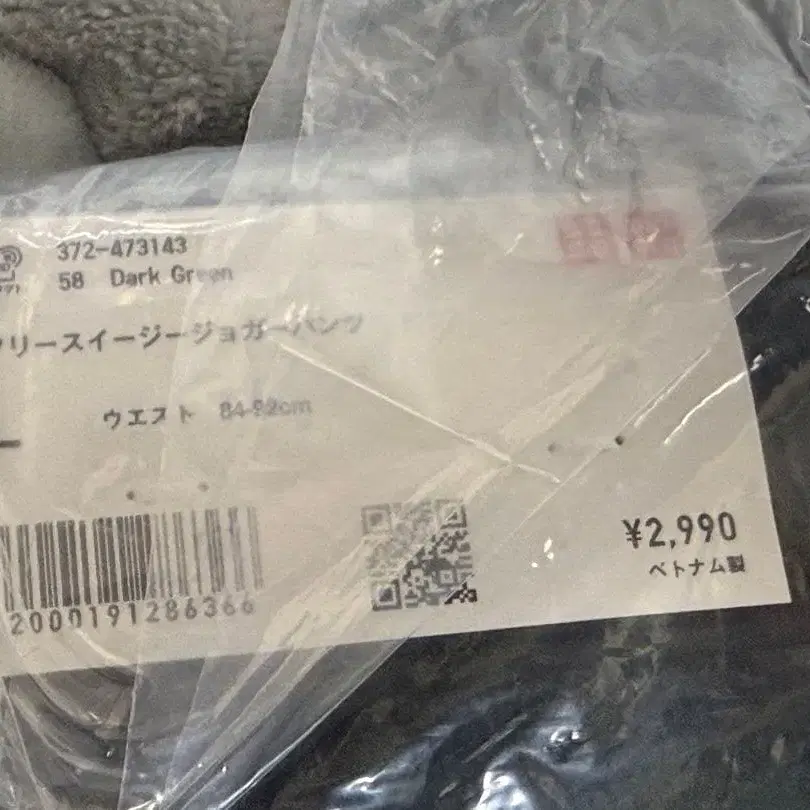 372-473143
58 Dark Green
リースイージージョガーパンツ
ウエスト 84-92cm
2000191286366
¥2,990
ベトナム製